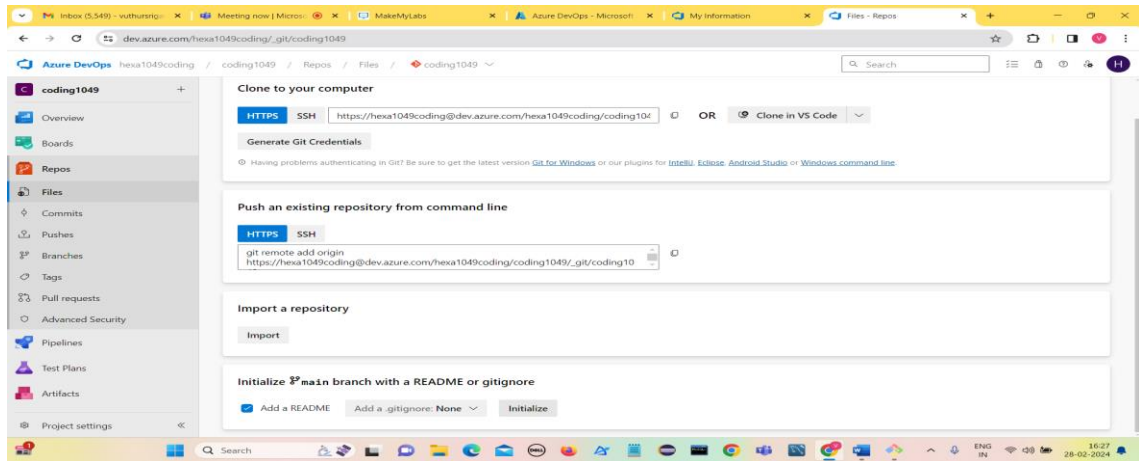 Inbox (5,549) - vuthursrig
Meeting now | Micros
MakeMyLabs
Azure DevOps - Microsoft
My Information
Files - Repos
dev.azure.com/hexa1049coding/_git/coding1049
Azure DevOps hexa1049coding / coding1049 / Repos / Files / coding1049
Search
H
C coding1049 +
Overview
Boards
Repos
Files
Commits
Pushes
Branches
Tags
Pull requests
Advanced Security
Pipelines
Test Plans
Artifacts
Project settings
Clone to your computer
HTTPS SSH https://hexa1049coding@dev.azure.com/hexa1049coding/coding104 OR Clone in VS Code
Generate Git Credentials
Having problems authenticating in Git? Be sure to get the latest version Git for Windows or our plugins for IntelliJ, Eclipse, Android Studio or Windows command line.
Push an existing repository from command line
HTTPS SSH
git remote add origin
https://hexa1049coding@dev.azure.com/hexa1049coding/coding1049/_git/coding10
Import a repository
Import
Initialize main branch with a README or gitignore
Add a README Add a .gitignore: None Initialize
Search
ENG
IN
16:27
28-02-2024